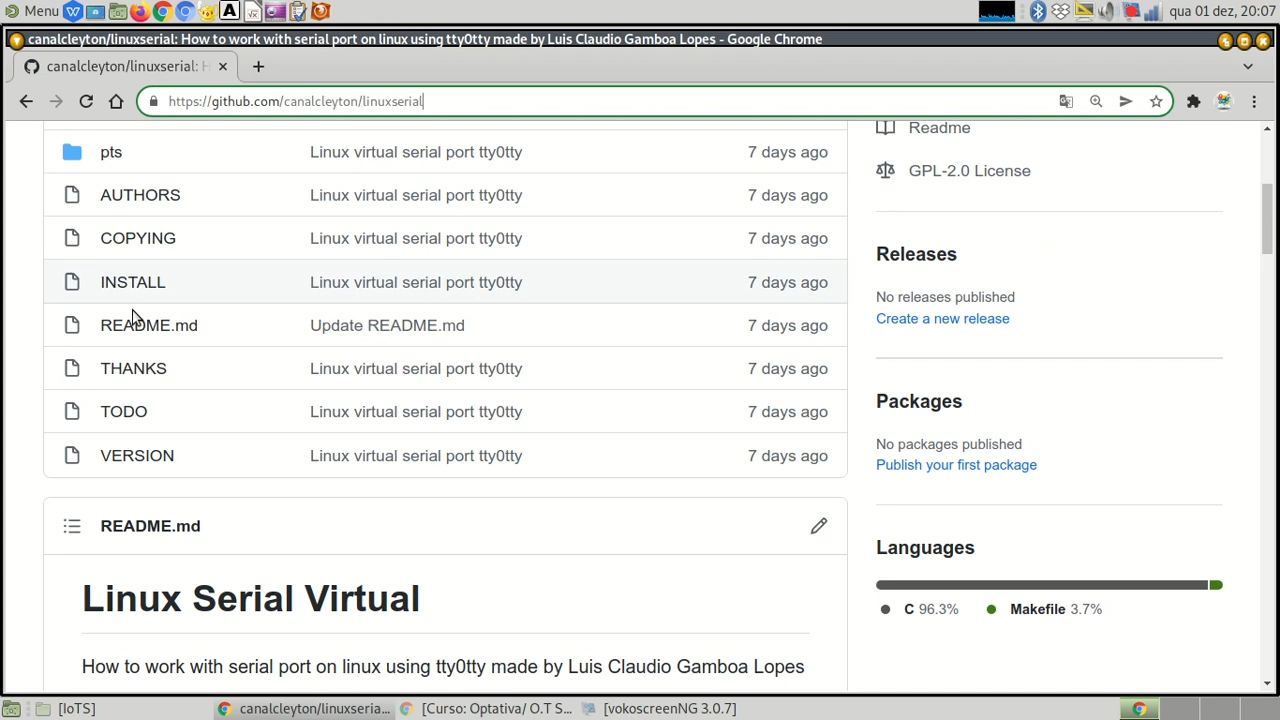 Menu
qua 01 dez, 20:07
canalcleyton/linuxserial: How to work with serial port on linux using tty0tty made by Luis Claudio Gamboa Lopes - Google Chrome
canalcleyton/linuxserial: H
https://github.com/canalcleyton/linuxserial
pts Linux virtual serial port tty0tty 7 days ago
AUTHORS Linux virtual serial port tty0tty 7 days ago
COPYING Linux virtual serial port tty0tty 7 days ago
INSTALL Linux virtual serial port tty0tty 7 days ago
README.md Update README.md 7 days ago
THANKS Linux virtual serial port tty0tty 7 days ago
TODO Linux virtual serial port tty0tty 7 days ago
VERSION Linux virtual serial port tty0tty 7 days ago
README.md
Linux Serial Virtual
How to work with serial port on linux using tty0tty made by Luis Claudio Gamboa Lopes
Readme
GPL-2.0 License
Releases
No releases published
Create a new release
Packages
No packages published
Publish your first package
Languages
C 96.3% Makefile 3.7%
[IoTS]
canalcleyton/linuxseria...
[Curso: Optativa/ O.T S...
[vokoscreenNG 3.0.7]